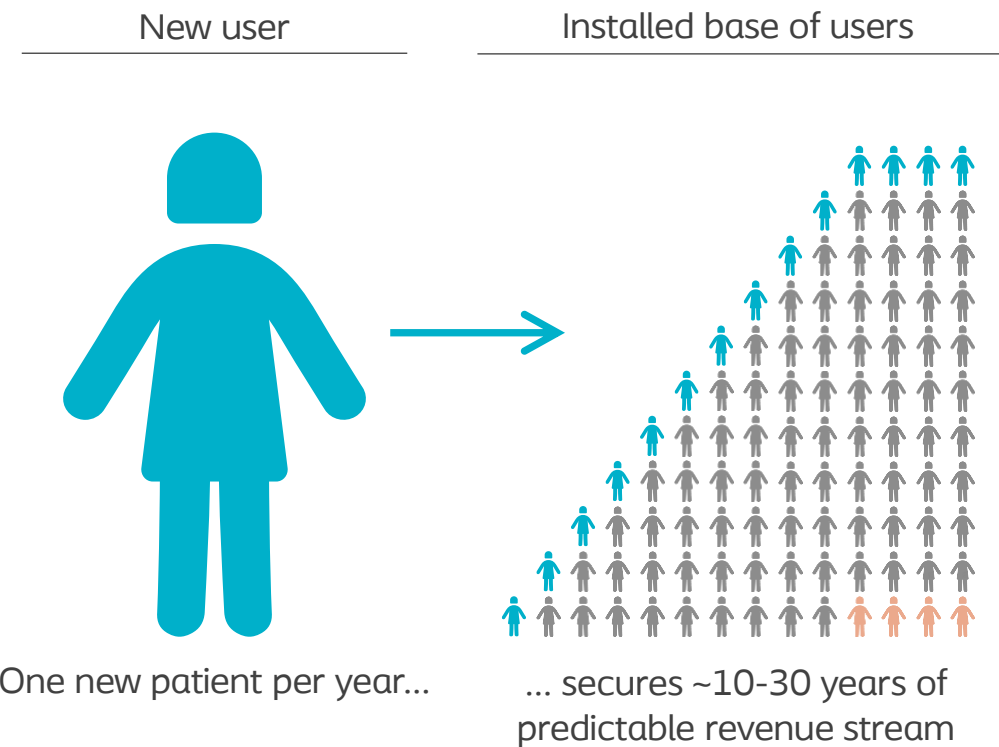 New user
Installed base of users
One new patient per year...
... secures ~10-30 years of
predictable revenue stream